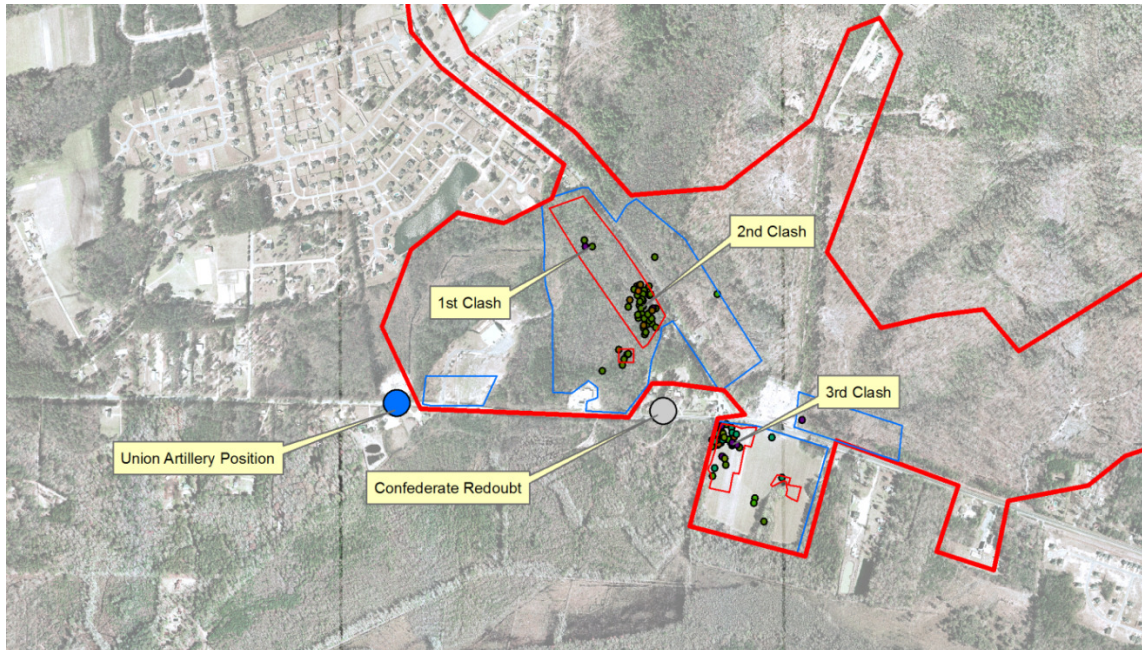 2nd Clash
1st Clash
3rd Clash
Union Artillery Position
Confederate Redoubt